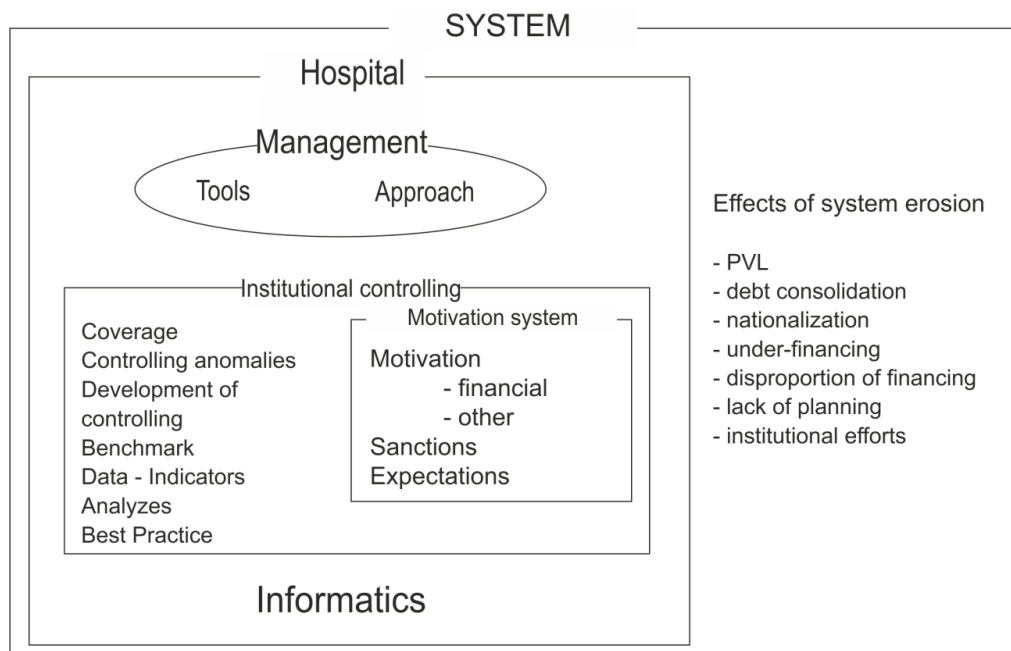 SYSTEM
Hospital
Management
Tools Approach
Institutional controlling
Coverage
Controlling anomalies
Development of
controlling
Benchmark
Data - Indicators
Analyzes
Best Practice
Motivation system
Motivation
- financial
- other
Sanctions
Expectations
Informatics
Effects of system erosion
- PVL
- debt consolidation
- nationalization
- under-financing
- disproportion of financing
- lack of planning
- institutional efforts